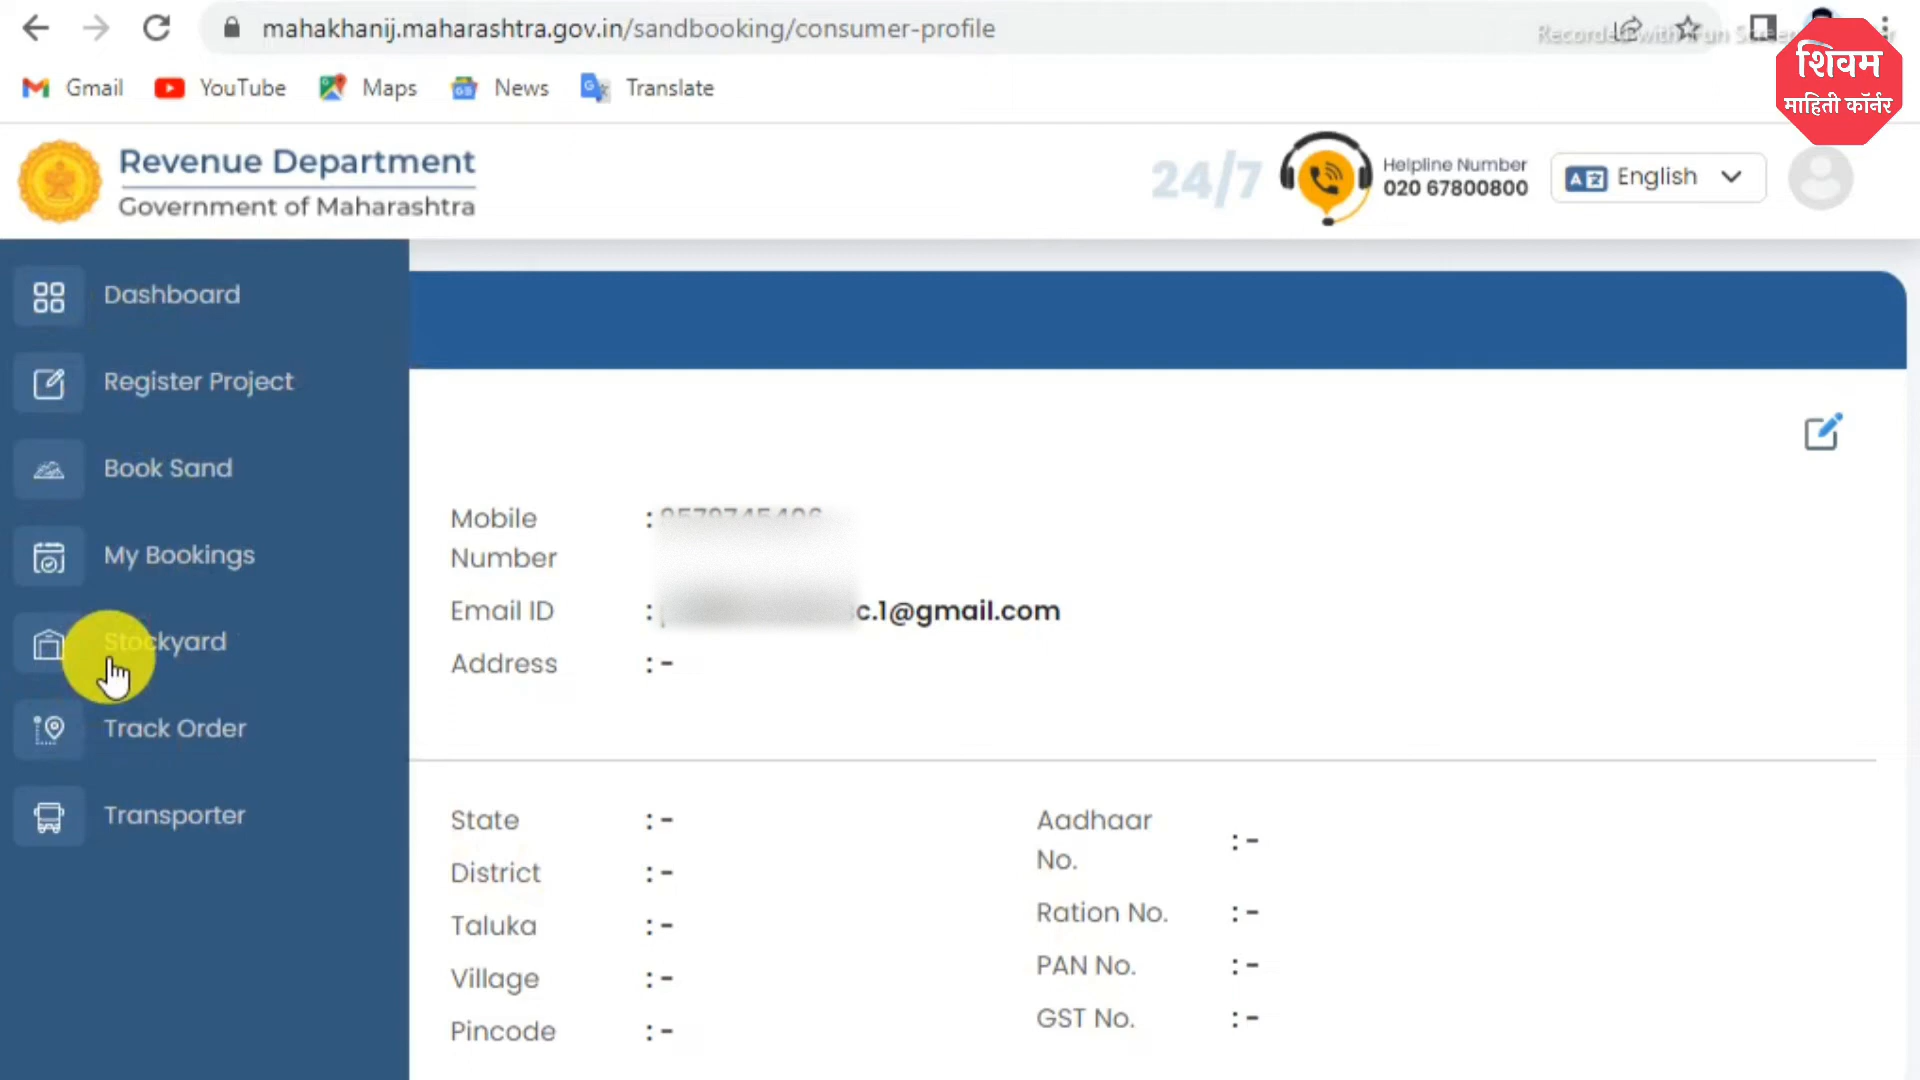 mahakhanij.maharashtra.gov.in/sandbooking/consumer-profile
Gmail
YouTube
Maps
News
Translate
शिवम
माहिती कॉर्नर
Revenue Department
Government of Maharashtra
24/7
Helpline Number
020 67800800
English
Dashboard
Register Project
Book Sand
My Bookings
Stockyard
Track Order
Transporter
Mobile Number :
Email ID : c.1@gmail.com
Address : -
State : -
District : -
Taluka : -
Village : -
Pincode : -
Aadhaar No. : -
Ration No. : -
PAN No. : -
GST No. : -